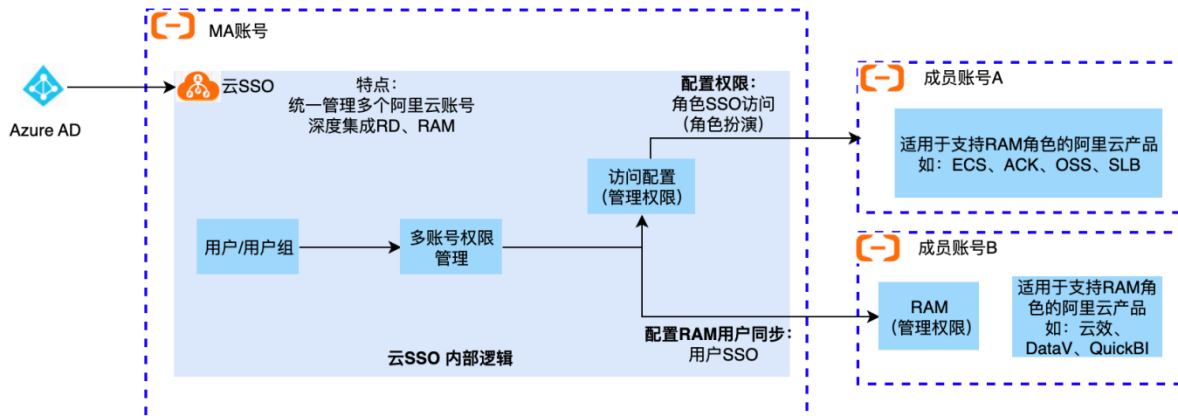 MA账号
Azure AD
云SSO
特点：
统一管理多个阿里云账号
深度集成RD、RAM
配置权限：
角色SSO访问
(角色扮演)
访问配置
（管理权限）
用户/用户组
多账号权限
管理
配置RAM用户同步：
用户SSO
云SSO 内部逻辑
成员账号A
适用于支持RAM角色的阿里云产品
如：ECS、ACK、OSS、SLB
成员账号B
RAM
（管理权限）
适用于支持RAM角
色的阿里云产品
如：云效、
DataV、QuickBI